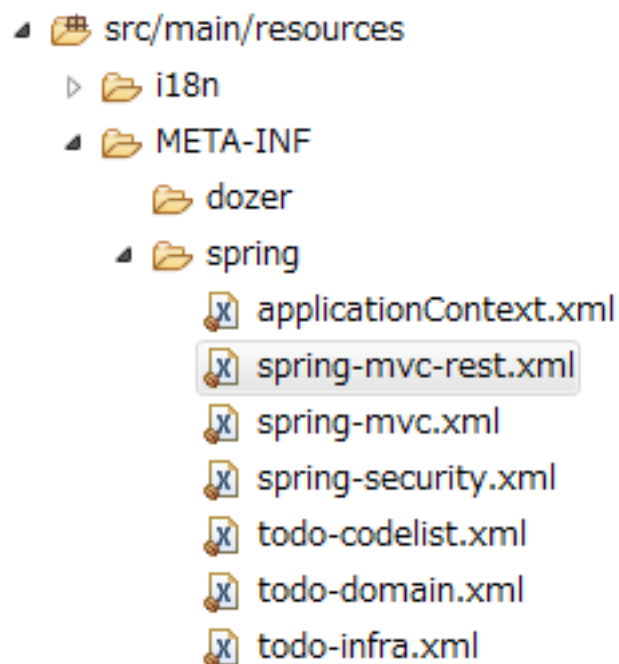 src/main/resources
i18n
META-INF
dozer
spring
applicationContext.xml
spring-mvc-rest.xml
spring-mvc.xml
spring-security.xml
todo-codelist.xml
todo-domain.xml
todo-infra.xml